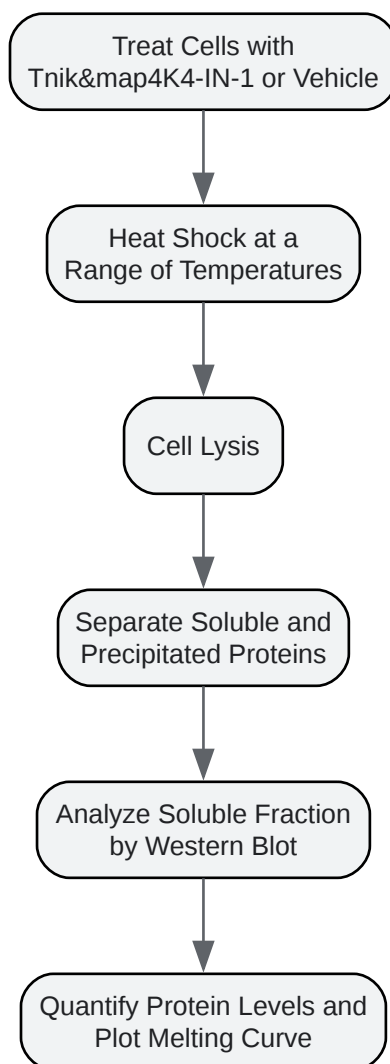 Treat Cells with
Tnik&map4K4-IN-1 or Vehicle
Heat Shock at a
Range of Temperatures
Cell Lysis
Separate Soluble and
Precipitated Proteins
Analyze Soluble Fraction
by Western Blot
Quantify Protein Levels and
Plot Melting Curve